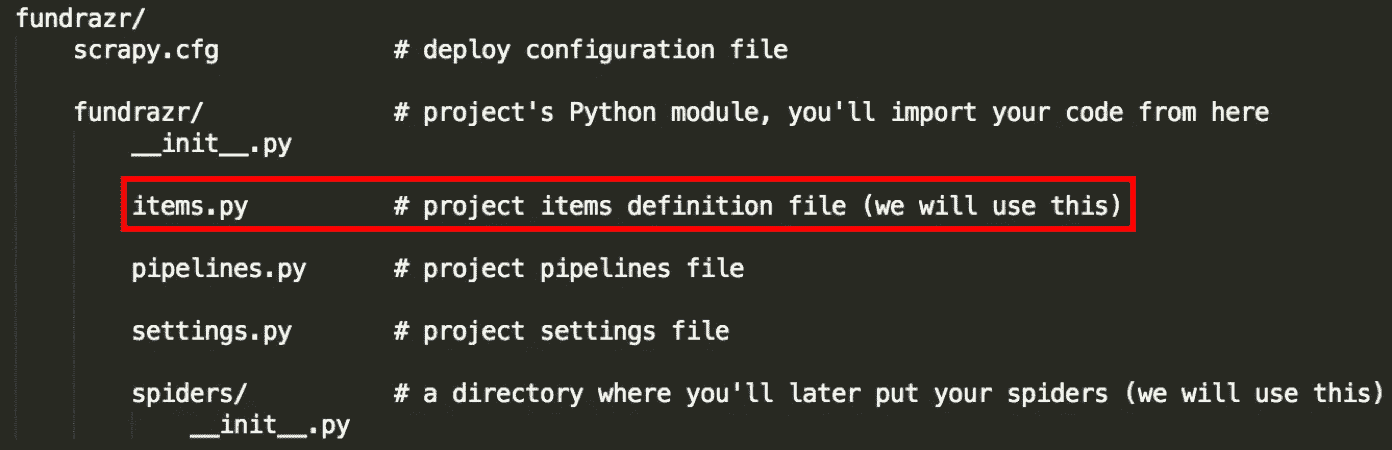 fundrazr/
scrapy.cfg # deploy configuration file
fundrazr/ # project's Python module, you'll import your code from here
__init__.py
items.py # project items definition file (we will use this)
pipelines.py # project pipelines file
settings.py # project settings file
spiders/ # a directory where you'll later put your spiders (we will use this)
__init__.py